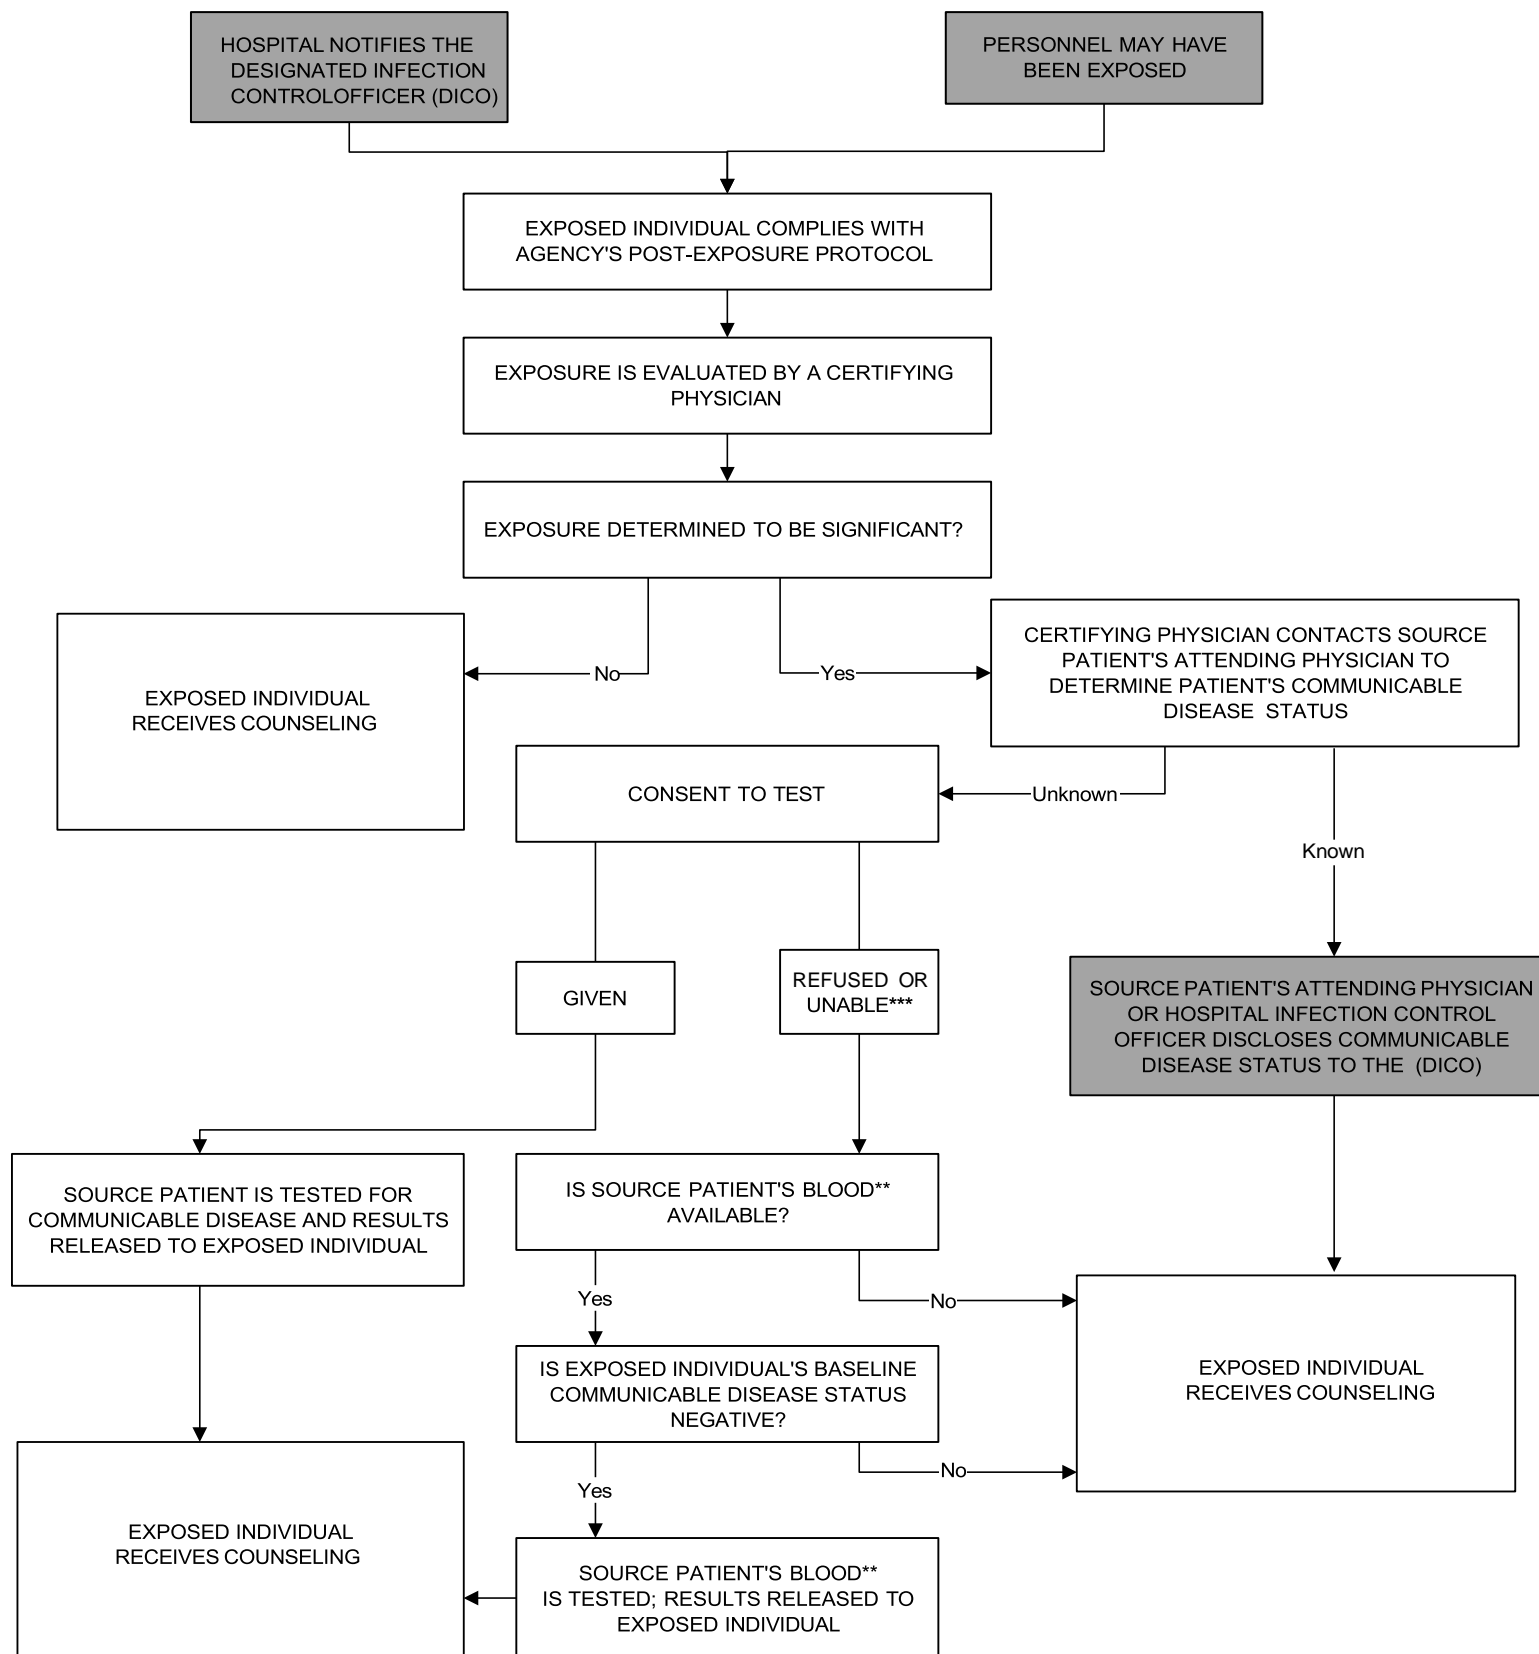 HOSPITAL NOTIFIES THE
DESIGNATED INFECTION
CONTROLOFFICER (DICO)
PERSONNEL MAY HAVE
BEEN EXPOSED
EXPOSED INDIVIDUAL COMPLIES WITH
AGENCY'S POST-EXPOSURE PROTOCOL
EXPOSURE IS EVALUATED BY A CERTIFYING
PHYSICIAN
EXPOSURE DETERMINED TO BE SIGNIFICANT?
No
Yes
EXPOSED INDIVIDUAL
RECEIVES COUNSELING
CERTIFYING PHYSICIAN CONTACTS SOURCE
PATIENT'S ATTENDING PHYSICIAN TO
DETERMINE PATIENT'S COMMUNICABLE
DISEASE STATUS
CONSENT TO TEST
Unknown
Known
GIVEN
REFUSED OR
UNABLE***
SOURCE PATIENT'S ATTENDING PHYSICIAN
OR HOSPITAL INFECTION CONTROL
OFFICER DISCLOSES COMMUNICABLE
DISEASE STATUS TO THE (DICO)
SOURCE PATIENT IS TESTED FOR
COMMUNICABLE DISEASE AND RESULTS
RELEASED TO EXPOSED INDIVIDUAL
IS SOURCE PATIENT'S BLOOD**
AVAILABLE?
Yes
No
IS EXPOSED INDIVIDUAL'S BASELINE
COMMUNICABLE DISEASE STATUS
NEGATIVE?
EXPOSED INDIVIDUAL
RECEIVES COUNSELING
Yes
No
EXPOSED INDIVIDUAL
RECEIVES COUNSELING
SOURCE PATIENT'S BLOOD**
IS TESTED; RESULTS RELEASED TO
EXPOSED INDIVIDUAL